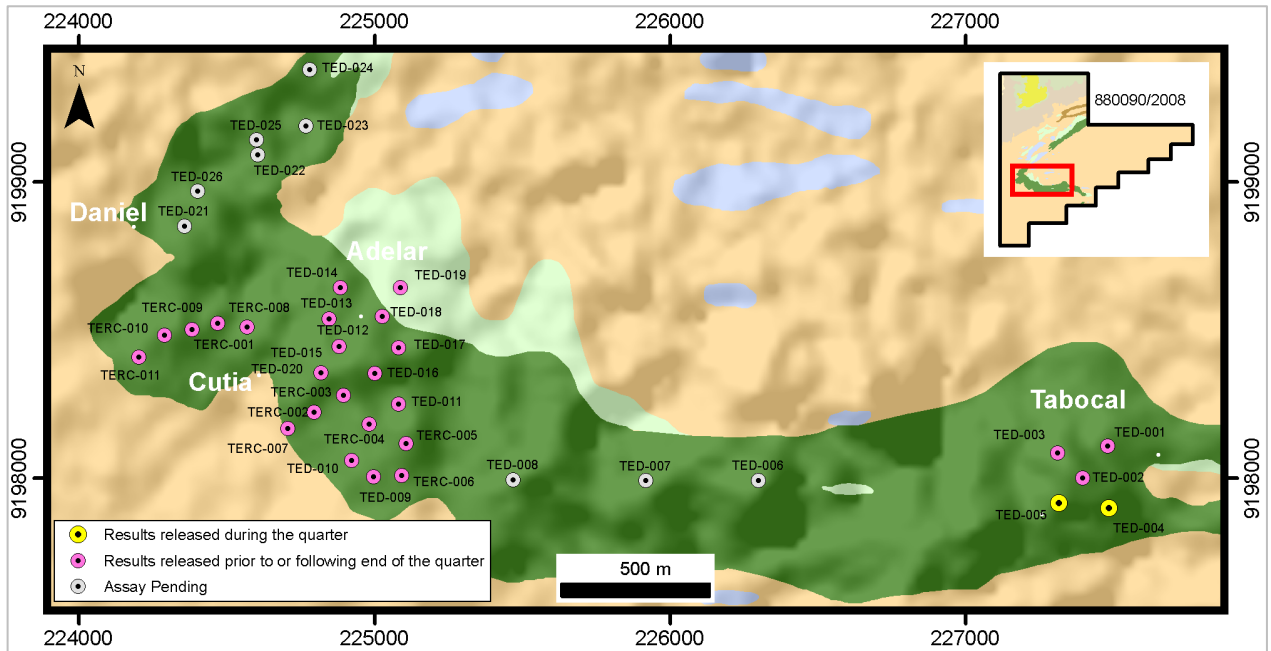 224000
225000
226000
227000
N
TED-024
880090/2008
TED-025
TED-023
TED-022
9199000
9199000
TED-026
Daniel
TED-021
Adelar
TED-014
TED-019
TERC-009
TERC-008
TED-013
TED-018
TERC-010
TED-012
TERC-001
TED-015
TED-017
TERC-011
TED-020
TED-016
Cutia
TERC-003
TED-011
TERC-002
Tabocal
TERC-004
TERC-005
TERC-007
TED-003
TED-001
TED-010
TED-008
TED-007
TED-006
TED-002
9198000
9198000
TERC-006
TED-009
TED-005
TED-004
Results released during the quarter
Results released prior to or following end of the quarter
Assay Pending
500 m
224000
225000
226000
227000